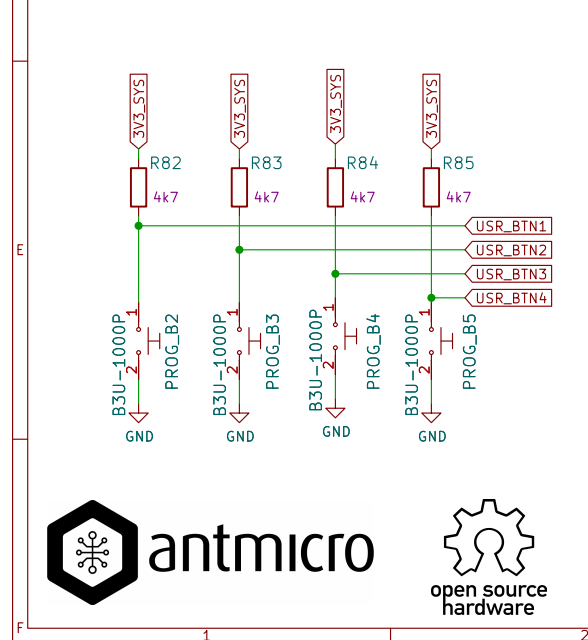 3V3_SYS 3V3_SYS 3V3_SYS 3V3_SYS
R82 R83 R84 R85
4k7 4k7 4k7 4k7
USR_BTN1
E USR_BTN2
USR_BTN3
USR_BTN4
1 1 1 1
2 2 2 2
B3U-1000P PROG_B2 B3U-1000P PROG_B3 B3U-1000P PROG_B4 B3U-1000P PROG_B5
GND GND GND GND
antmicro
open source
hardware
F 1 2